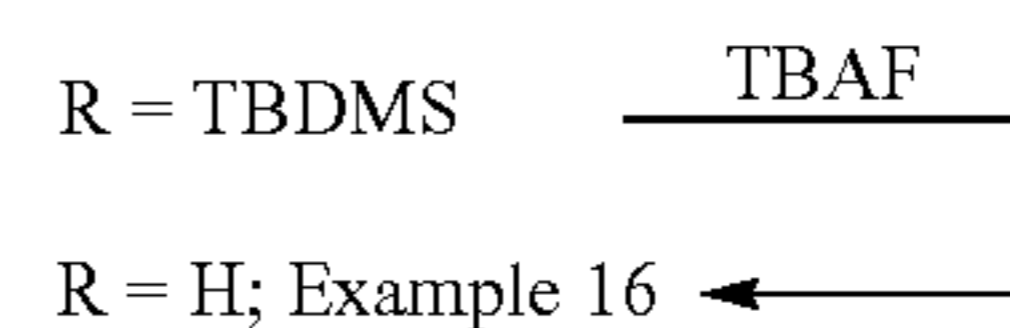 R = TBDMS TBAF
R = H; Example 16